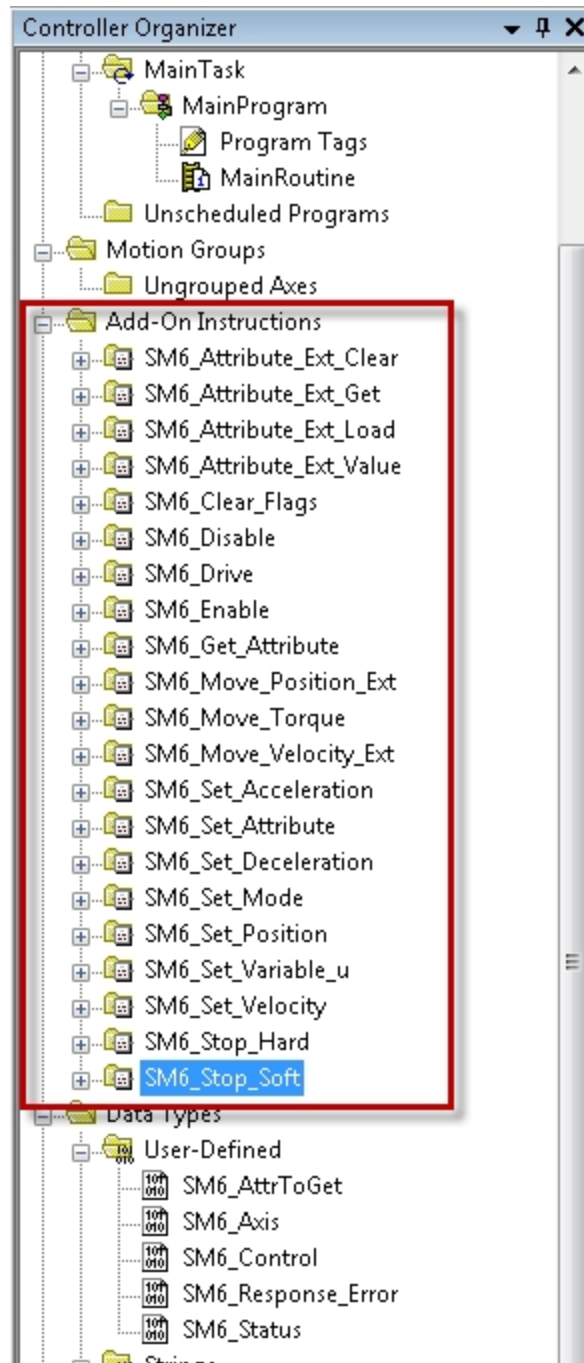 Controller Organizer
MainTask
MainProgram
Program Tags
MainRoutine
Unscheduled Programs
Motion Groups
Ungrouped Axes
Add-On Instructions
SM6_Attribute_Ext_Clear
SM6_Attribute_Ext_Get
SM6_Attribute_Ext_Load
SM6_Attribute_Ext_Value
SM6_Clear_Flags
SM6_Disable
SM6_Drive
SM6_Enable
SM6_Get_Attribute
SM6_Move_Position_Ext
SM6_Move_Torque
SM6_Move_Velocity_Ext
SM6_Set_Acceleration
SM6_Set_Attribute
SM6_Set_Deceleration
SM6_Set_Mode
SM6_Set_Position
SM6_Set_Variable_u
SM6_Set_Velocity
SM6_Stop_Hard
SM6_Stop_Soft
Data Types
User-Defined
SM6_AttrToGet
SM6_Axis
SM6_Control
SM6_Response_Error
SM6_Status
Strings